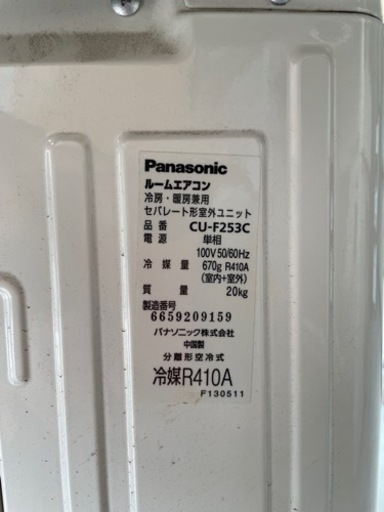 Panasonic
ルームエアコン
冷房・暖房兼用
セパレート形室外ユニット
品番 CU-F253C
電源 単相
100V 50/60Hz
冷媒量 670g R410A
(室内+室外)
質量 20kg
製造番号
6659209159
パナソニック株式会社
中国製
分離形空冷式
冷媒R410A
F130511